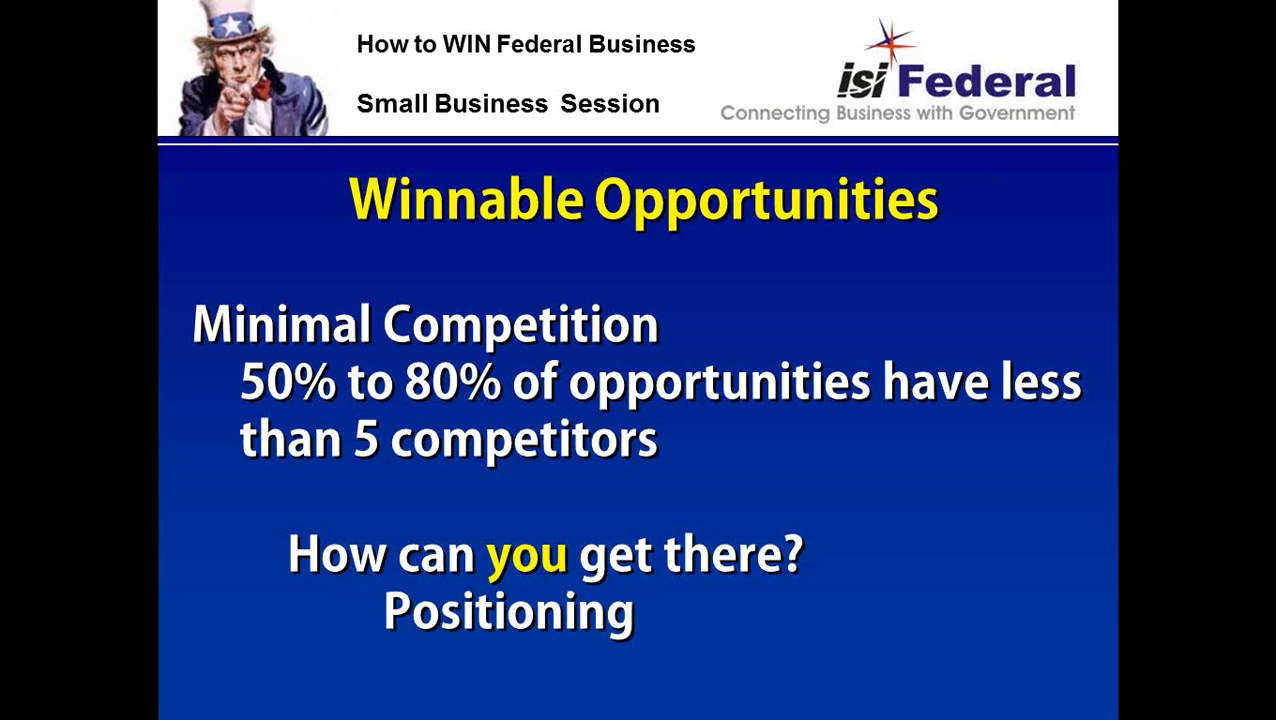 How to WIN Federal Business
Small Business Session
isi Federal
Connecting Business with Government
Winnable Opportunities
Minimal Competition
50% to 80% of opportunities have less
than 5 competitors
How can you get there?
Positioning